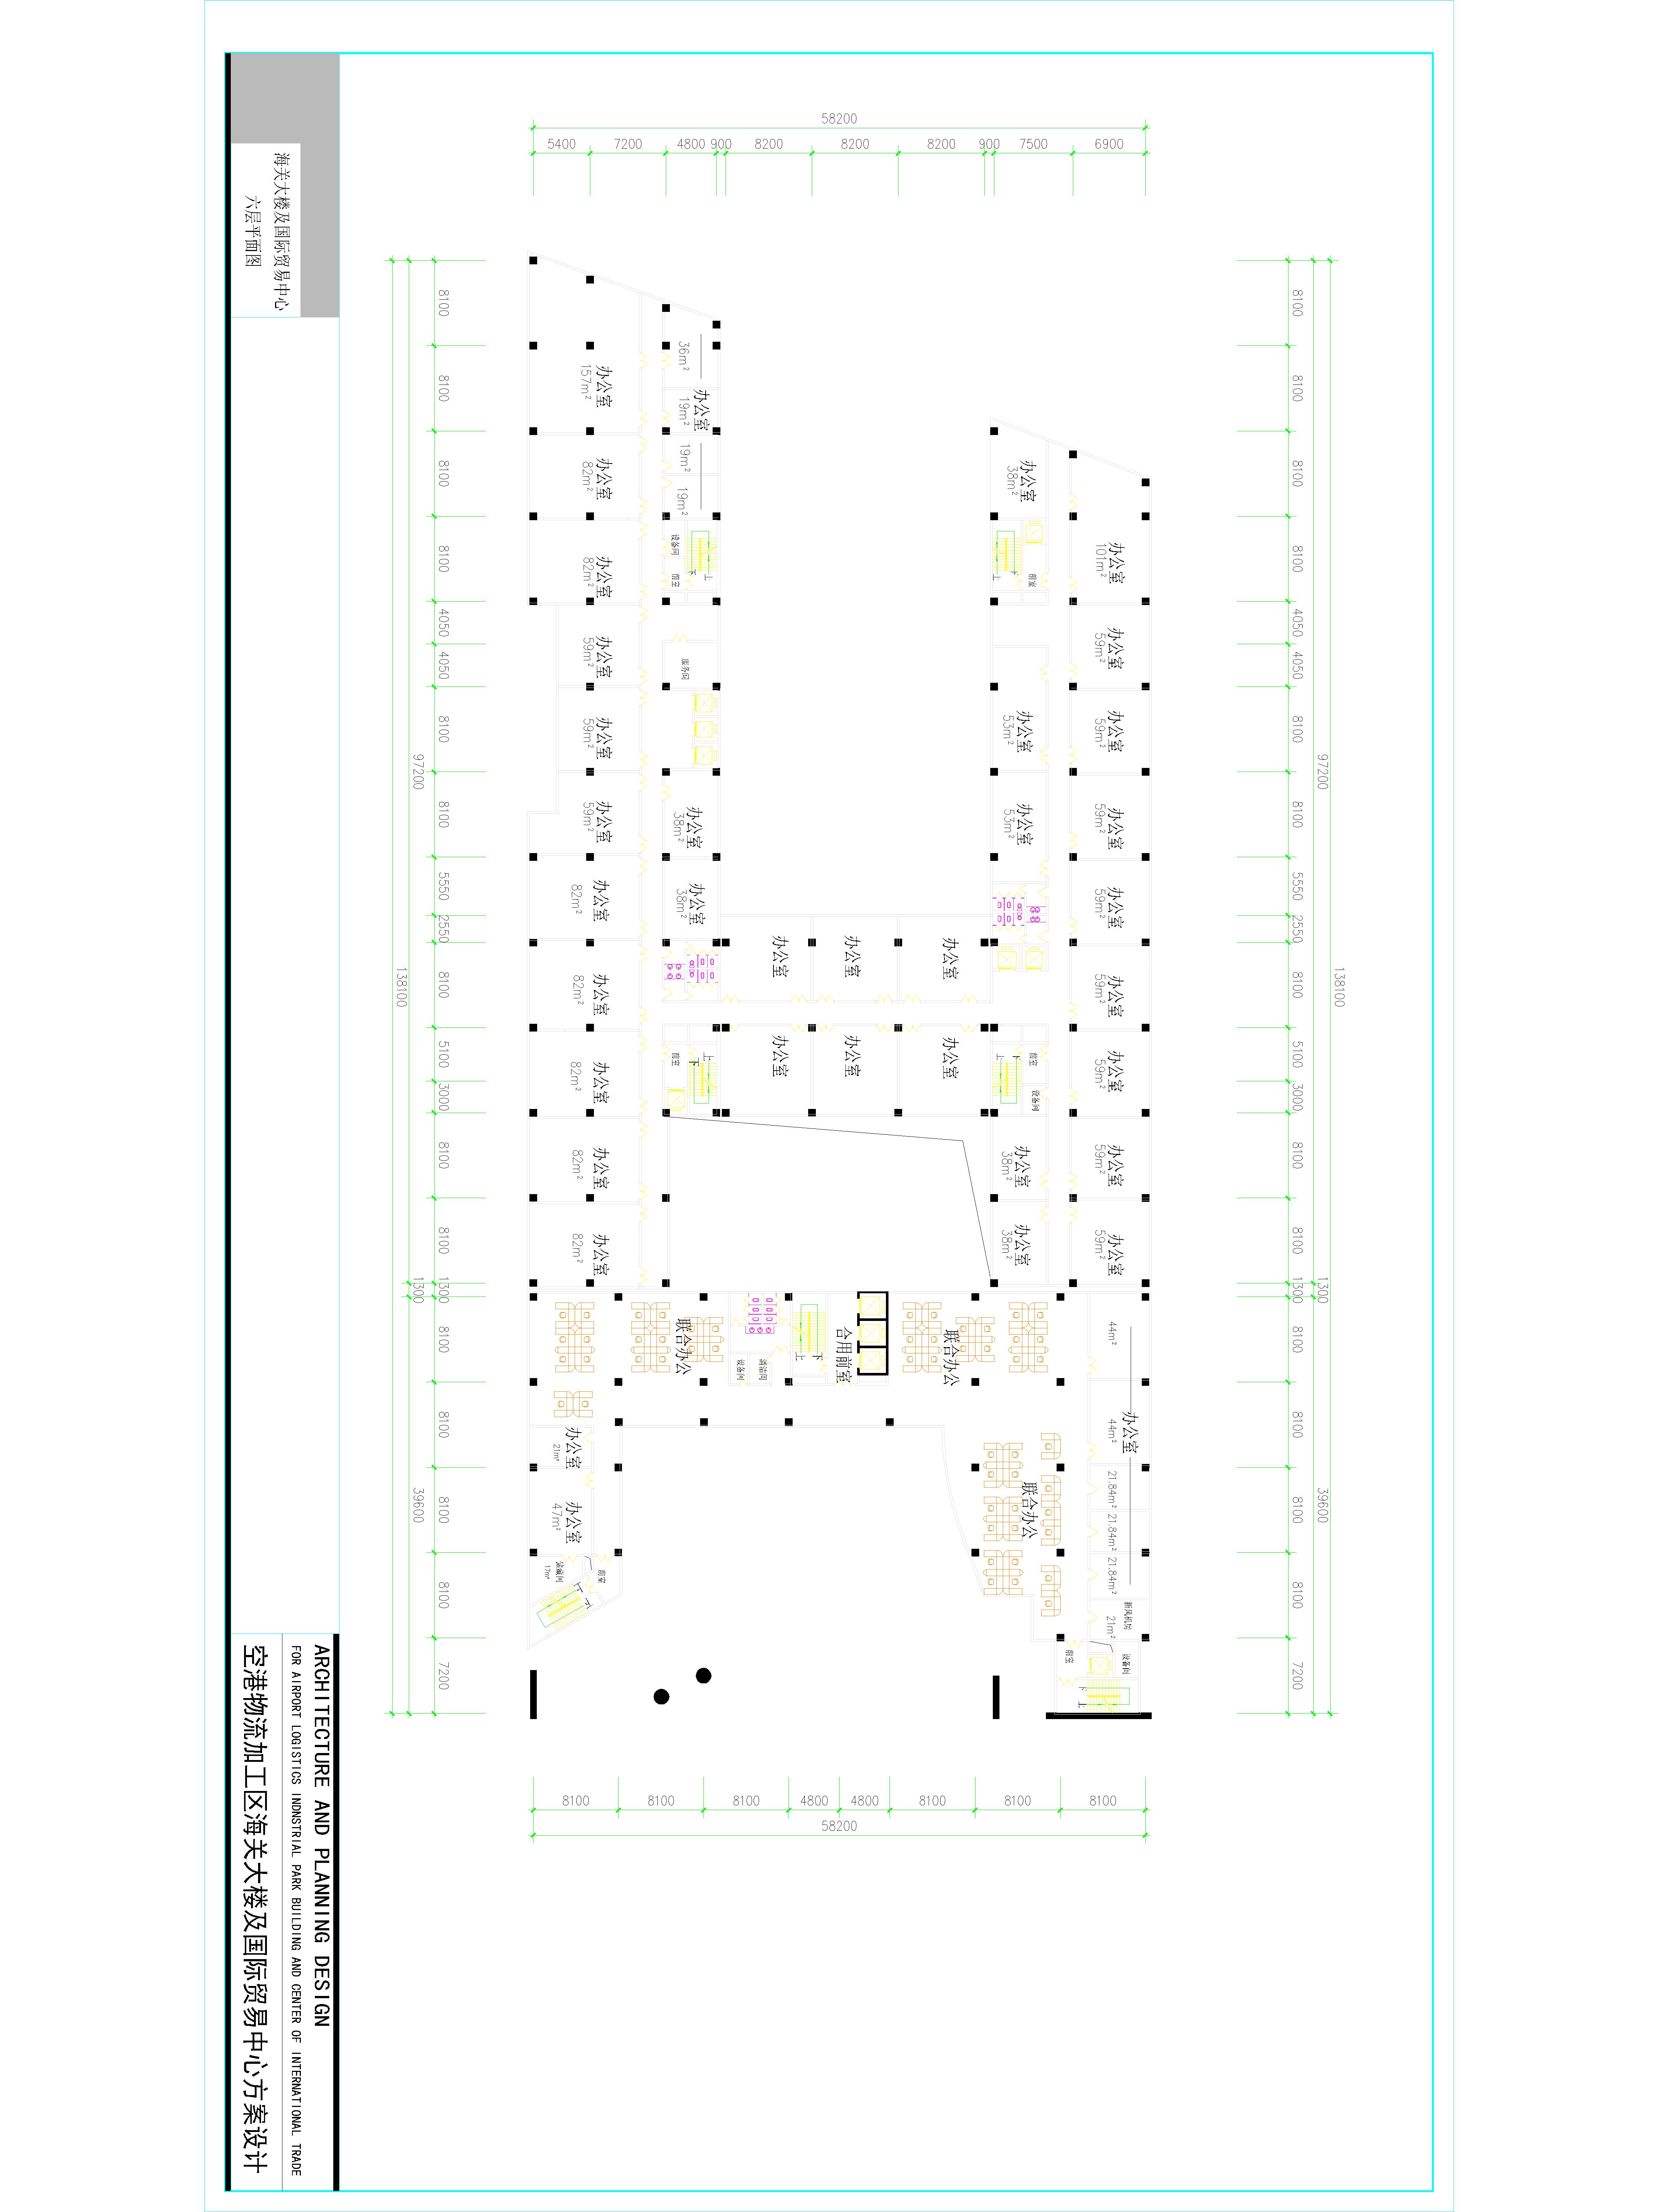 138100
97200 1300 39600
8100 8100 8100 8100 4050 4050 8100 8100 5550 2550 8100 5100 3000 8100 8100 1300 8100 8100 8100 8100 7200
58200
6900
7500
900
8200
8200
8200
900
4800
7200
5400
办公室 办公室 办公室 办公室 办公室 办公室 办公室 办公室 办公室 办公室 新风机房 设备间
101m² 59m² 59m² 59m² 59m² 59m² 59m² 59m² 59m² 44m² 44m² 21.84m² 21.84m² 21.84m² 21m²
下 上
前室
办公室 前室 办公室 办公室 前室 设备间 办公室 办公室 联合办公
38m² 下 53m² 53m² 下 38m² 38m²
上 上
办公室 办公室 联合办公
办公室 办公室 合用前室
下
上
办公室 办公室
清洁间
设备间
办公室 上 服务间 办公室 办公室 上 联合办公
36m² 19m² 19m² 19m² 下 38m² 38m² 下
设备间 前室 前室
办公室 办公室 办公室 办公室 办公室 办公室 办公室 办公室 办公室 办公室 办公室 前室
157m² 82m² 82m² 59m² 59m² 59m² 82m² 82m² 82m² 82m² 82m²
办公室 办公室 上 下
21m² 47m² 储藏间
17m²
8100
8100
8100
4800
4800
8100
8100
8100
58200
8100 8100 8100 8100 4050 4050 8100 8100 5550 2550 8100 5100 3000 8100 8100 1300 8100 8100 8100 8100 7200
97200 1300 39600
138100
海关大楼及国际贸易中心
六层平面图
ARCHITECTURE AND PLANNING DESIGN
FOR AIRPORT LOGISTICS INDNSTRIAL PARK BUILDING AND CENTER OF INTERNATIONAL TRADE
空港物流加工区海关大楼及国际贸易中心方案设计